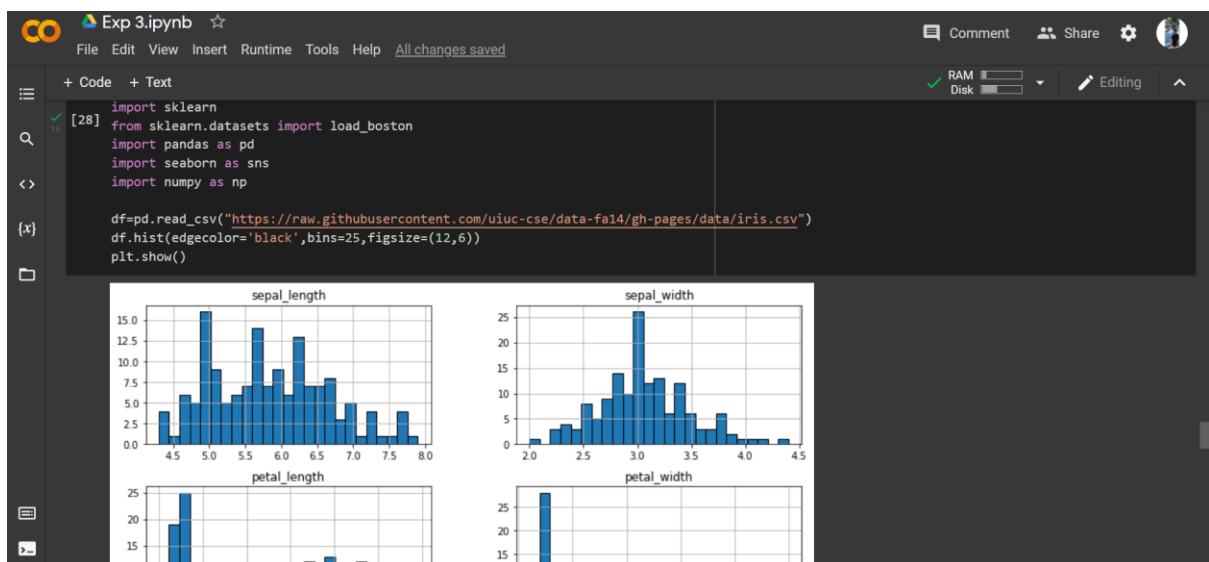 Exp 3.ipynb
File Edit View Insert Runtime Tools Help All changes saved
Comment Share
+ Code + Text
RAM
Disk
Editing
[28]
1s
import sklearn
from sklearn.datasets import load_boston
import pandas as pd
import seaborn as sns
import numpy as np
df=pd.read_csv("https://raw.githubusercontent.com/uiuc-cse/data-fa14/gh-pages/data/iris.csv")
df.hist(edgecolor='black',bins=25,figsize=(12,6))
plt.show()
{x}
sepal_length
15.0
12.5
10.0
7.5
5.0
2.5
0.0
4.5 5.0 5.5 6.0 6.5 7.0 7.5 8.0
sepal_width
25
20
15
10
5
0
2.0 2.5 3.0 3.5 4.0 4.5
petal_length
25
20
15
petal_width
25
20
15